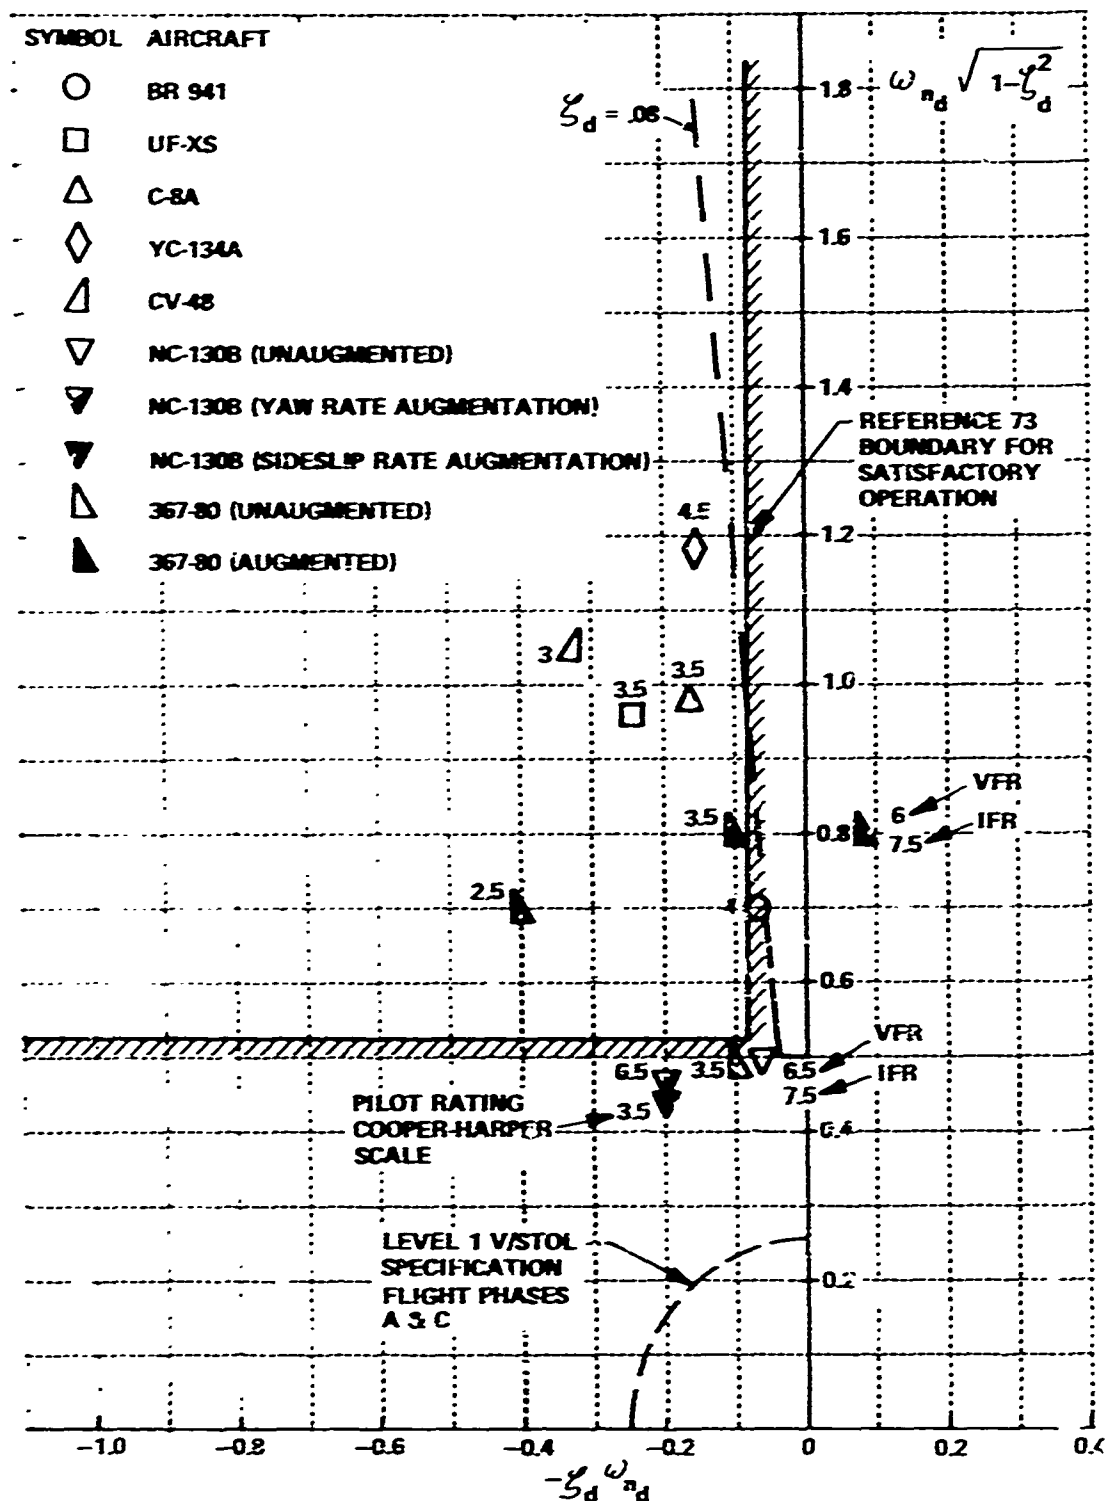 SYMBOL AIRCRAFT
BR 941
UF-XS
C-8A
YC-134A
CV-48
NC-130B (UNAUGMENTED)
NC-130B (YAW RATE AUGMENTATION)
NC-130B (SIDESLIP RATE AUGMENTATION)
367-80 (UNAUGMENTED)
367-80 (AUGMENTED)
ζd = .08
ωnd √1-ζd²
1.8
1.6
1.4
REFERENCE 73
BOUNDARY FOR
SATISFACTORY
OPERATION
4.5
1.2
3
3.5
3.5
1.0
VFR
6
IFR
7.5
3.5
0.8
2.5
4
0.6
VFR
6.5
3.5
6.5
IFR
7.5
PILOT RATING
COOPER-HARPER
SCALE
3.5
0.4
LEVEL 1 V/STOL
SPECIFICATION
FLIGHT PHASES
A & C
0.2
-1.0 -0.8 -0.6 -0.4 -0.2 0 0.2 0.4
-ζd ωnd